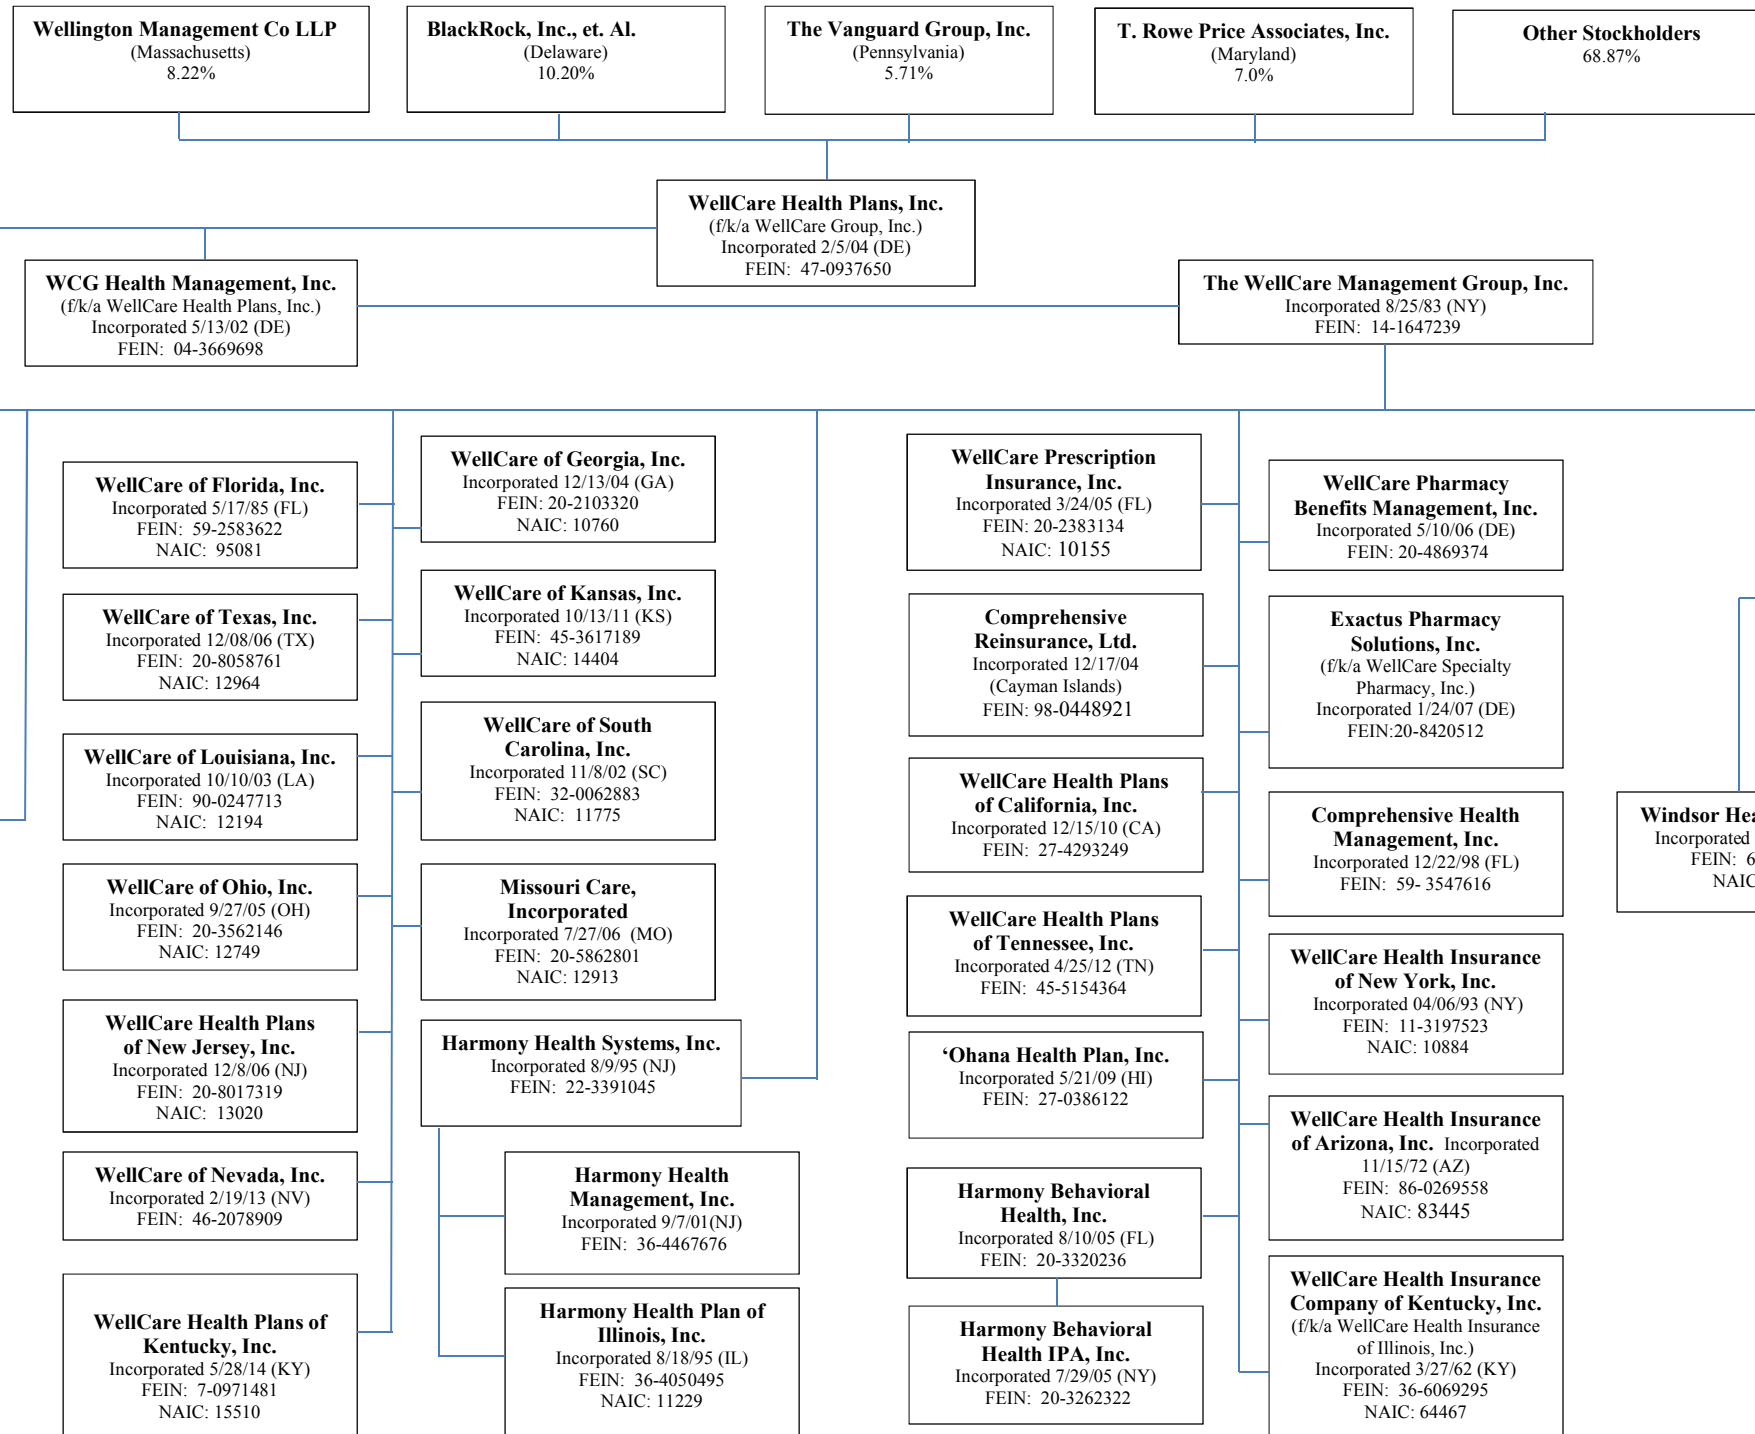 Wellington Management Co LLP
(Massachusetts)
8.22%
BlackRock, Inc., et. Al.
(Delaware)
10.20%
The Vanguard Group, Inc.
(Pennsylvania)
5.71%
T. Rowe Price Associates, Inc.
(Maryland)
7.0%
Other Stockholders
68.87%
WellCare Health Plans, Inc.
(f/k/a WellCare Group, Inc.)
Incorporated 2/5/04 (DE)
FEIN: 47-0937650
WCG Health Management, Inc.
(f/k/a WellCare Health Plans, Inc.)
Incorporated 5/13/02 (DE)
FEIN: 04-3669698
The WellCare Management Group, Inc.
Incorporated 8/25/83 (NY)
FEIN: 14-1647239
WellCare of Florida, Inc.
Incorporated 5/17/85 (FL)
FEIN: 59-2583622
NAIC: 95081
WellCare of Texas, Inc.
Incorporated 12/08/06 (TX)
FEIN: 20-8058761
NAIC: 12964
WellCare of Louisiana, Inc.
Incorporated 10/10/03 (LA)
FEIN: 90-0247713
NAIC: 12194
WellCare of Ohio, Inc.
Incorporated 9/27/05 (OH)
FEIN: 20-3562146
NAIC: 12749
WellCare Health Plans
of New Jersey, Inc.
Incorporated 12/8/06 (NJ)
FEIN: 20-8017319
NAIC: 13020
WellCare of Nevada, Inc.
Incorporated 2/19/13 (NV)
FEIN: 46-2078909
WellCare Health Plans of
Kentucky, Inc.
Incorporated 5/28/14 (KY)
FEIN: 7-0971481
NAIC: 15510
WellCare of Georgia, Inc.
Incorporated 12/13/04 (GA)
FEIN: 20-2103320
NAIC: 10760
WellCare of Kansas, Inc.
Incorporated 10/13/11 (KS)
FEIN: 45-3617189
NAIC: 14404
WellCare of South
Carolina, Inc.
Incorporated 11/8/02 (SC)
FEIN: 32-0062883
NAIC: 11775
Missouri Care,
Incorporated
Incorporated 7/27/06 (MO)
FEIN: 20-5862801
NAIC: 12913
Harmony Health Systems, Inc.
Incorporated 8/9/95 (NJ)
FEIN: 22-3391045
Harmony Health
Management, Inc.
Incorporated 9/7/01(NJ)
FEIN: 36-4467676
Harmony Health Plan of
Illinois, Inc.
Incorporated 8/18/95 (IL)
FEIN: 36-4050495
NAIC: 11229
WellCare Prescription
Insurance, Inc.
Incorporated 3/24/05 (FL)
FEIN: 20-2383134
NAIC: 10155
Comprehensive
Reinsurance, Ltd.
Incorporated 12/17/04
(Cayman Islands)
FEIN: 98-0448921
WellCare Health Plans
of California, Inc.
Incorporated 12/15/10 (CA)
FEIN: 27-4293249
WellCare Health Plans
of Tennessee, Inc.
Incorporated 4/25/12 (TN)
FEIN: 45-5154364
‘Ohana Health Plan, Inc.
Incorporated 5/21/09 (HI)
FEIN: 27-0386122
Harmony Behavioral
Health, Inc.
Incorporated 8/10/05 (FL)
FEIN: 20-3320236
Harmony Behavioral
Health IPA, Inc.
Incorporated 7/29/05 (NY)
FEIN: 20-3262322
WellCare Pharmacy
Benefits Management, Inc.
Incorporated 5/10/06 (DE)
FEIN: 20-4869374
Exactus Pharmacy
Solutions, Inc.
(f/k/a WellCare Specialty
Pharmacy, Inc.)
Incorporated 1/24/07 (DE)
FEIN:20-8420512
Comprehensive Health
Management, Inc.
Incorporated 12/22/98 (FL)
FEIN: 59- 3547616
WellCare Health Insurance
of New York, Inc.
Incorporated 04/06/93 (NY)
FEIN: 11-3197523
NAIC: 10884
WellCare Health Insurance
of Arizona, Inc. Incorporated
11/15/72 (AZ)
FEIN: 86-0269558
NAIC: 83445
WellCare Health Insurance
Company of Kentucky, Inc.
(f/k/a WellCare Health Insurance
of Illinois, Inc.)
Incorporated 3/27/62 (KY)
FEIN: 36-6069295
NAIC: 64467
Windsor Hea
Incorporated
FEIN: 6
NAIC